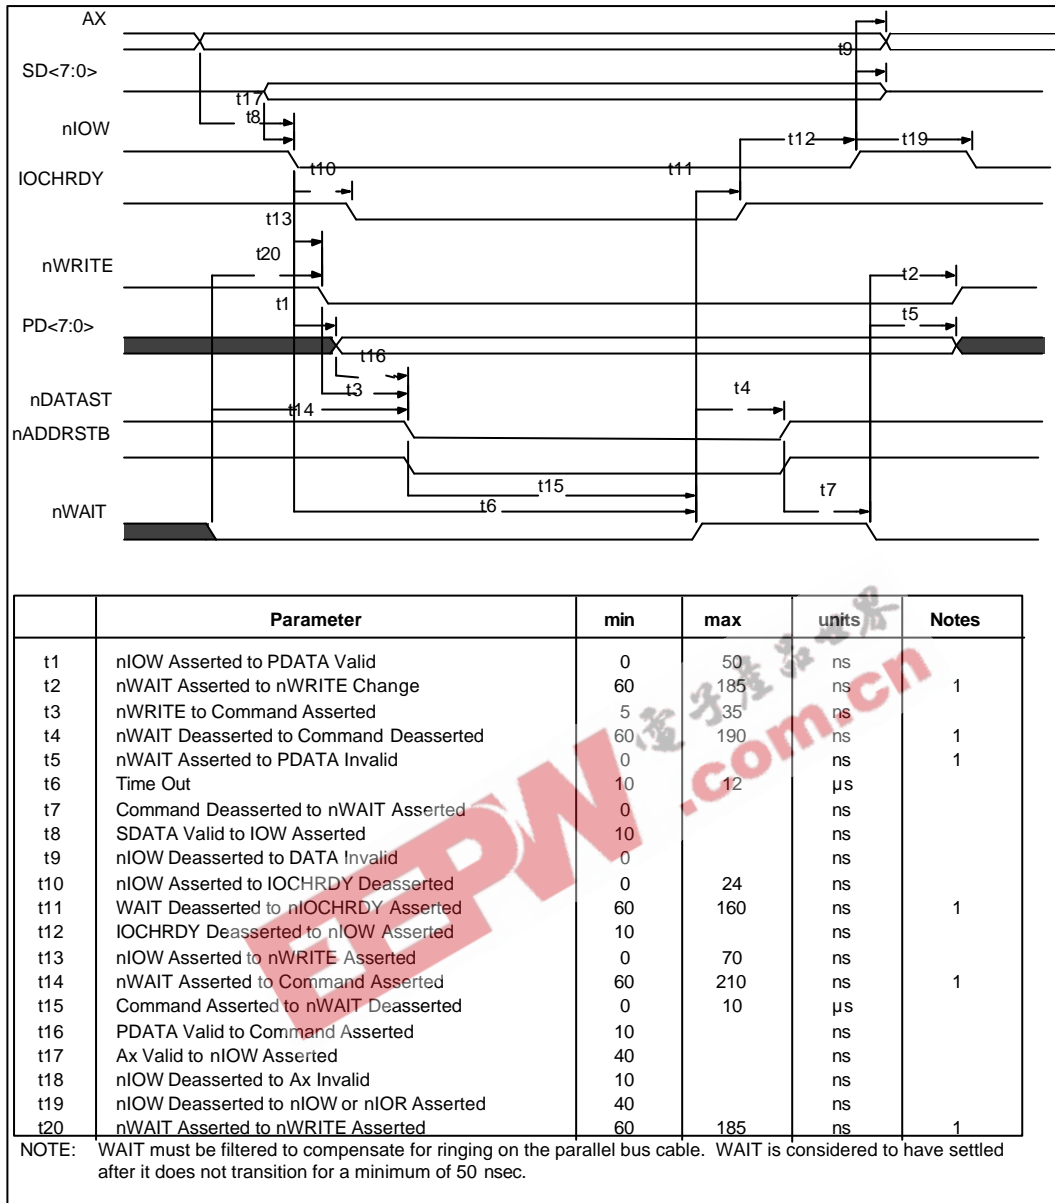 AX
t9
SD<7:0>
t17
t8
nIOW
t12
t19
t10
t11
IOCHRDY
t13
t20
nWRITE
t2
t1
PD<7:0>
t5
t16
t3
t4
nDATAST
t14
nADDRSTB
t15
t7
t6
nWAIT
Parameter min max units Notes
t1 nIOW Asserted to PDATA Valid 0 50 ns
t2 nWAIT Asserted to nWRITE Change 60 185 ns 1
t3 nWRITE to Command Asserted 5 35 ns
t4 nWAIT Deasserted to Command Deasserted 60 190 ns 1
t5 nWAIT Asserted to PDATA Invalid 0 ns 1
t6 Time Out 10 12 µs
t7 Command Deasserted to nWAIT Asserted 0 ns
t8 SDATA Valid to IOW Asserted 10 ns
t9 nIOW Deasserted to DATA Invalid 0 ns
t10 nIOW Asserted to IOCHRDY Deasserted 0 24 ns
t11 WAIT Deasserted to nIOCHRDY Asserted 60 160 ns 1
t12 IOCHRDY Deasserted to nIOW Asserted 10 ns
t13 nIOW Asserted to nWRITE Asserted 0 70 ns
t14 nWAIT Asserted to Command Asserted 60 210 ns 1
t15 Command Asserted to nWAIT Deasserted 0 10 µs
t16 PDATA Valid to Command Asserted 10 ns
t17 Ax Valid to nIOW Asserted 40 ns
t18 nIOW Deasserted to Ax Invalid 10 ns
t19 nIOW Deasserted to nIOW or nIOR Asserted 40 ns
t20 nWAIT Asserted to nWRITE Asserted 60 185 ns 1
NOTE: WAIT must be filtered to compensate for ringing on the parallel bus cable. WAIT is considered to have settled
after it does not transition for a minimum of 50 nsec.
EEPW.com.cn
電子產品世界